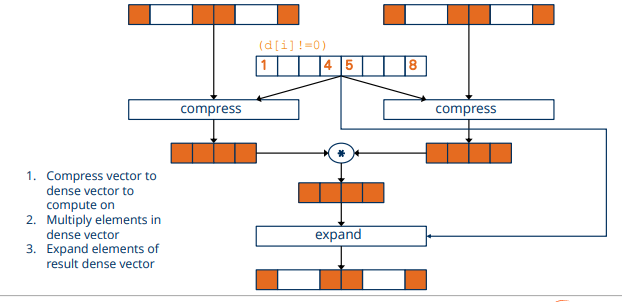 (d[i]!=0)
1 4 5 8
compress
compress
*
1. Compress vector to
dense vector to
compute on
2. Multiply elements in
dense vector
3. Expand elements of
result dense vector
expand